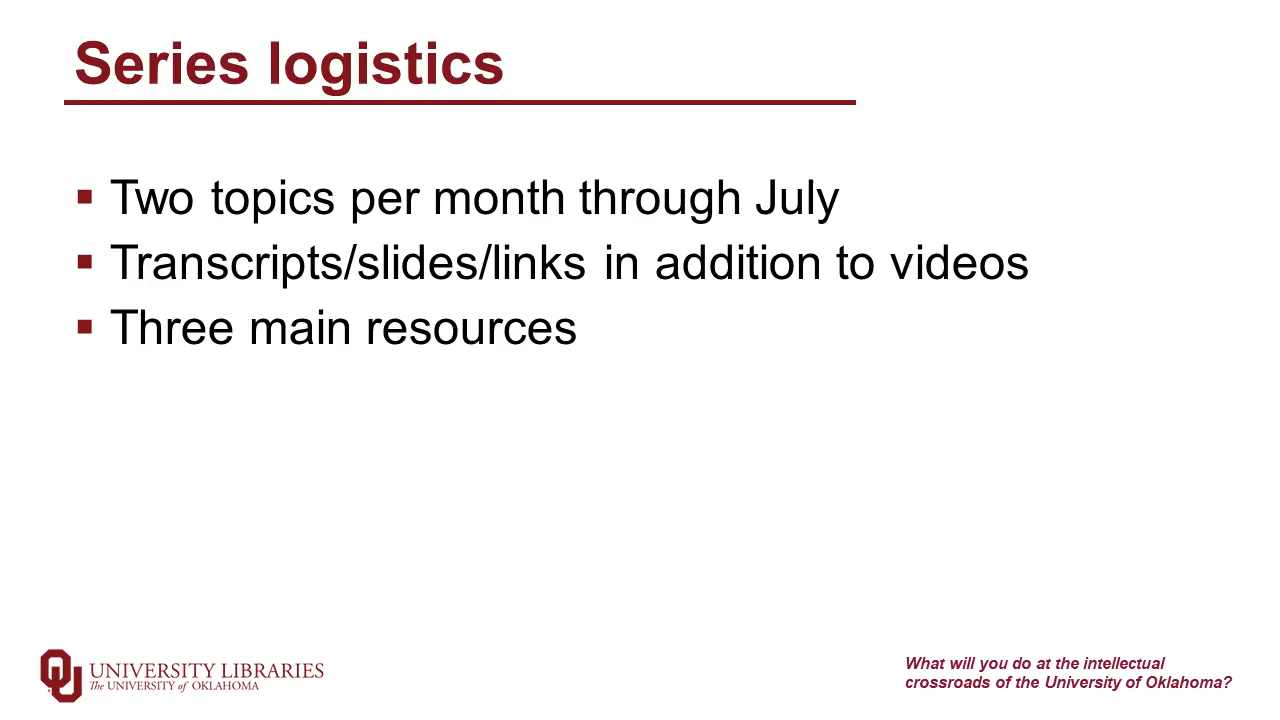 Series logistics
Two topics per month through July
Transcripts/slides/links in addition to videos
Three main resources
UNIVERSITY LIBRARIES
The UNIVERSITY of OKLAHOMA
What will you do at the intellectual
crossroads of the University of Oklahoma?